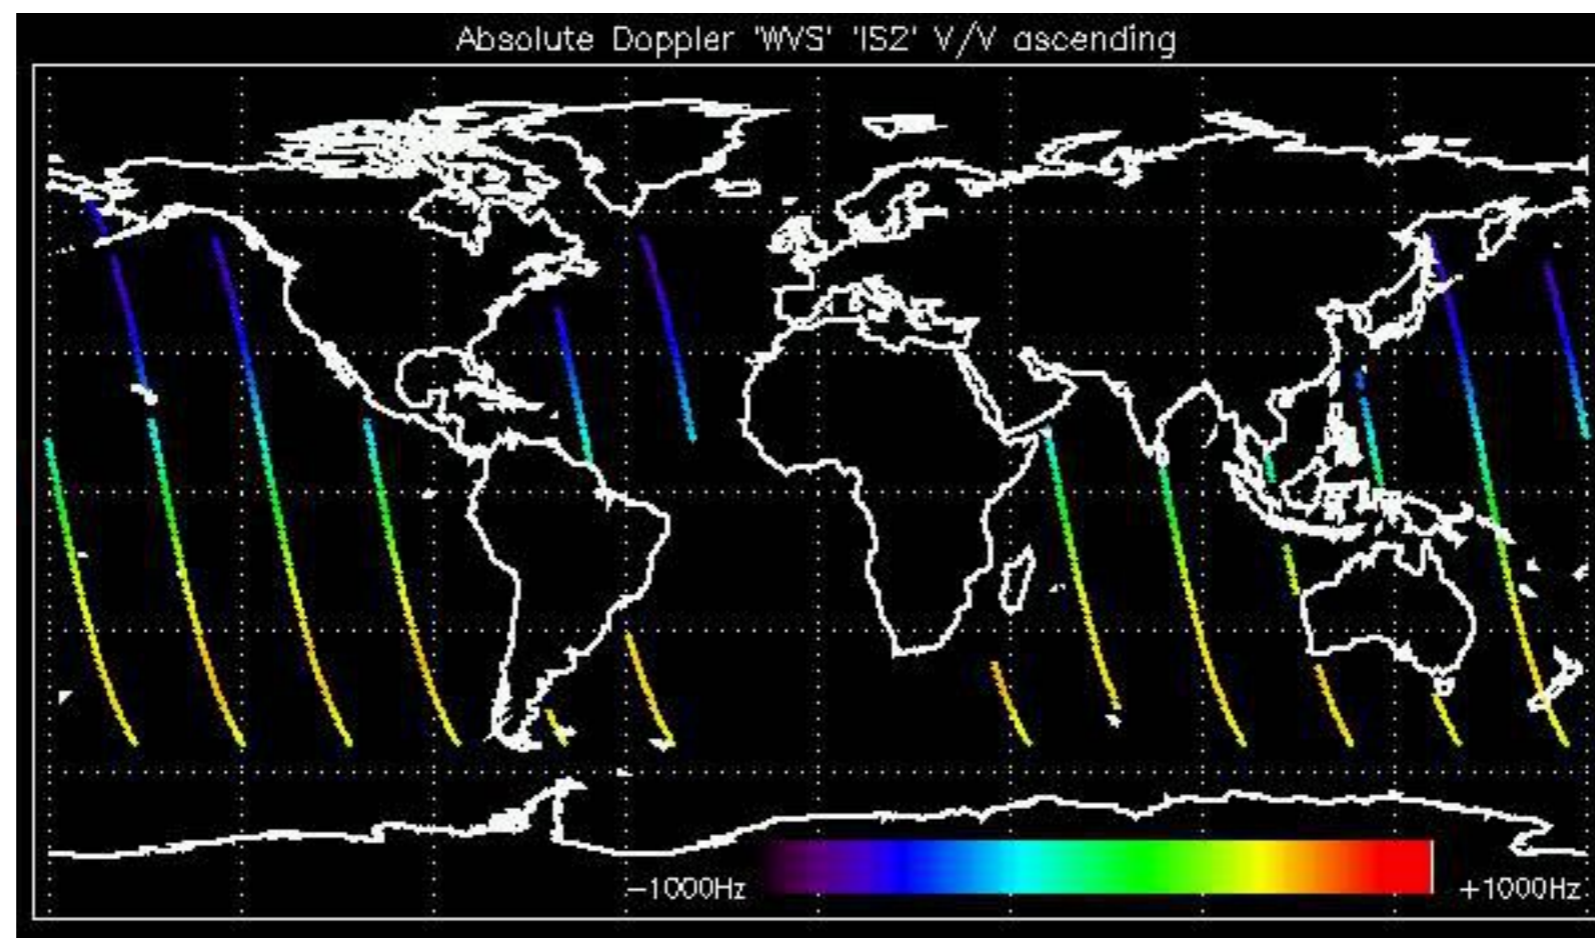 Absolute Doppler 'WVS' 'IS2' V/V ascending
-1000Hz
+1000Hz